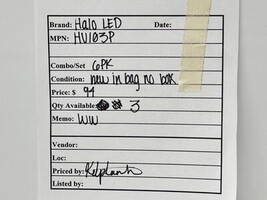 Brand: Halo LED Date:
MPN: HU103P
Combo/Set 6PK
Condition: new in bag no box
Price: $ 94
Qty Available: 3
Memo: WW
Vendor:
Loc:
Priced by:
Listed by: